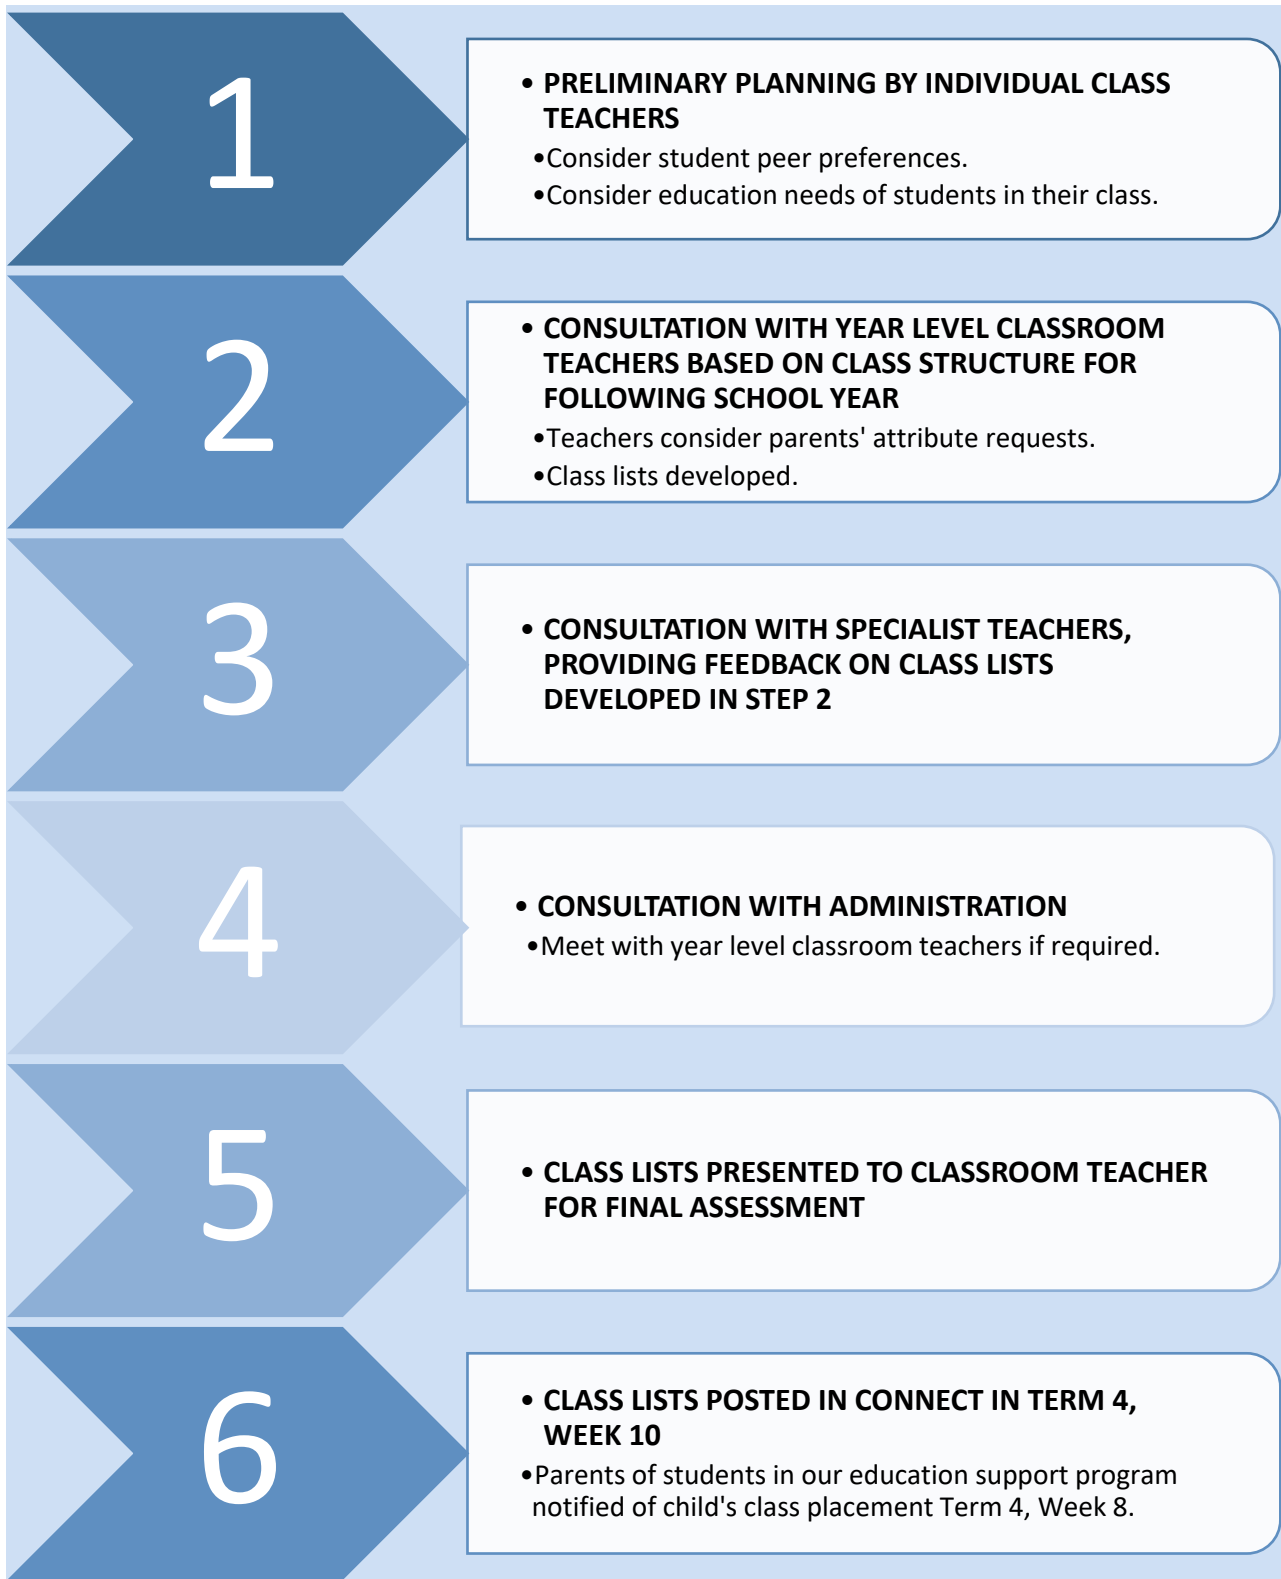 1
• PRELIMINARY PLANNING BY INDIVIDUAL CLASS
TEACHERS
•Consider student peer preferences.
•Consider education needs of students in their class.
2
• CONSULTATION WITH YEAR LEVEL CLASSROOM
TEACHERS BASED ON CLASS STRUCTURE FOR
FOLLOWING SCHOOL YEAR
•Teachers consider parents' attribute requests.
•Class lists developed.
3
• CONSULTATION WITH SPECIALIST TEACHERS,
PROVIDING FEEDBACK ON CLASS LISTS
DEVELOPED IN STEP 2
4
• CONSULTATION WITH ADMINISTRATION
•Meet with year level classroom teachers if required.
5
• CLASS LISTS PRESENTED TO CLASSROOM TEACHER
FOR FINAL ASSESSMENT
6
• CLASS LISTS POSTED IN CONNECT IN TERM 4,
WEEK 10
•Parents of students in our education support program
notified of child's class placement Term 4, Week 8.